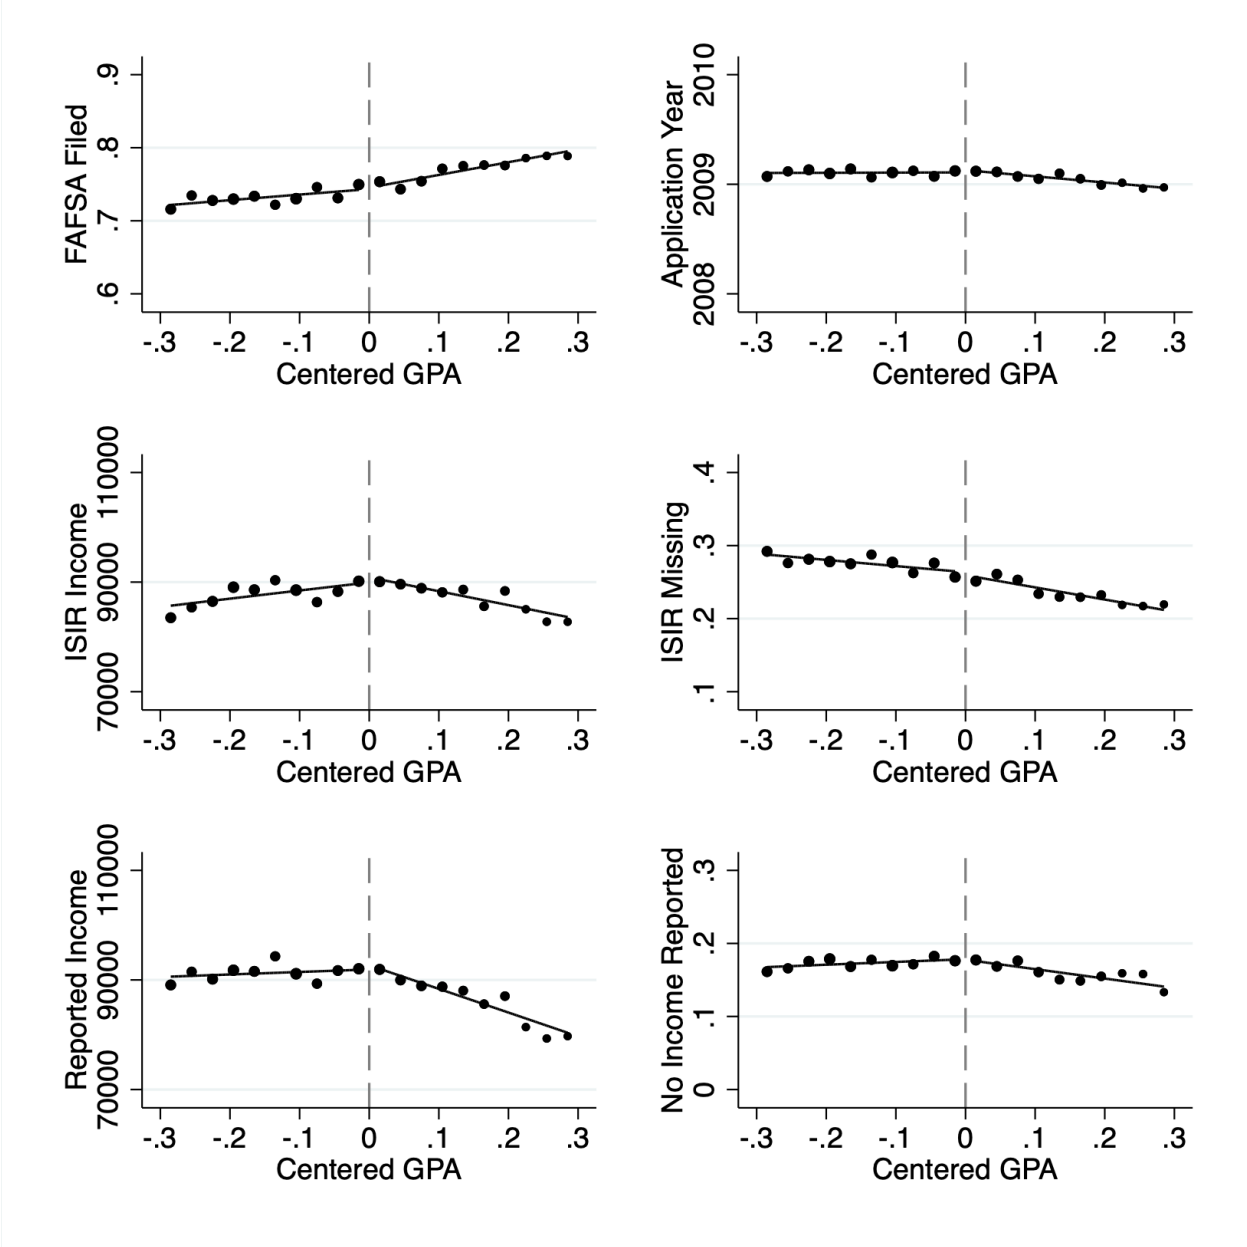 FAFSA Filed
.9
.8
.7
.6
-.3 -.2 -.1 0 .1 .2 .3
Centered GPA
Application Year
2010
2009
2008
-.3 -.2 -.1 0 .1 .2 .3
Centered GPA
ISIR Income
110000
90000
70000
-.3 -.2 -.1 0 .1 .2 .3
Centered GPA
ISIR Missing
.4
.3
.2
.1
-.3 -.2 -.1 0 .1 .2 .3
Centered GPA
Reported Income
110000
90000
70000
-.3 -.2 -.1 0 .1 .2 .3
Centered GPA
No Income Reported
.3
.2
.1
0
-.3 -.2 -.1 0 .1 .2 .3
Centered GPA